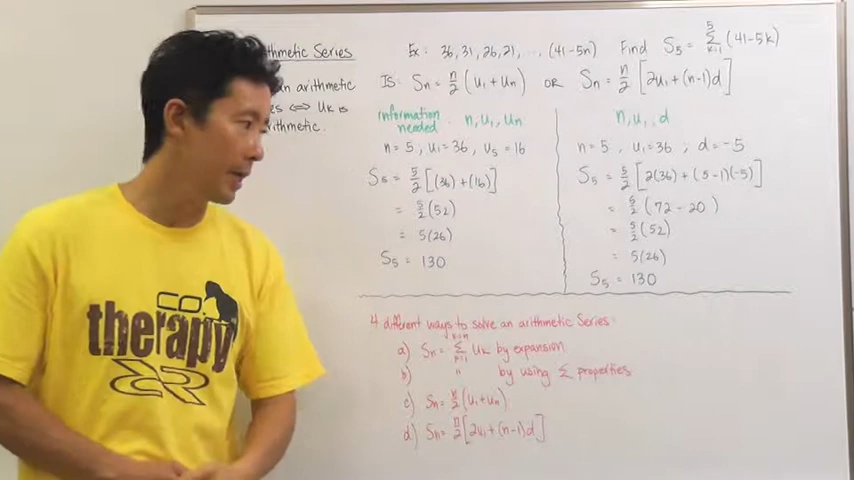 thmetic Series
Ex: 36, 31, 26, 21, ... (41-5n) Find S₅ = ⁵Σₖ₌₁ (41-5k)
an arithmetic
es ⇔ Uk is
rithmetic.
IS: Sn = n/2 (U₁ + Un) OR Sn = n/2 [2U₁ + (n-1)d]
information needed: n, U₁, Un
n = 5, U₁ = 36, U₅ = 16
S₅ = 5/2 [(36) + (16)]
= 5/2 (52)
= 5(26)
S₅ = 130
n, U₁, d
n = 5, U₁ = 36; d = -5
S₅ = 5/2 [2(36) + (5-1)(-5)]
= 5/2 (72 - 20)
= 5/2 (52)
= 5(26)
S₅ = 130
4 different ways to solve an arithmetic Series:
a) Sn = ᵏ⁼ⁿΣₖ₌₁ Uk by expansion
b) " by using Σ properties
c) Sn = n/2 (U₁ + Un)
d) Sn = n/2 [2U₁ + (n-1)d]
CO
therapy